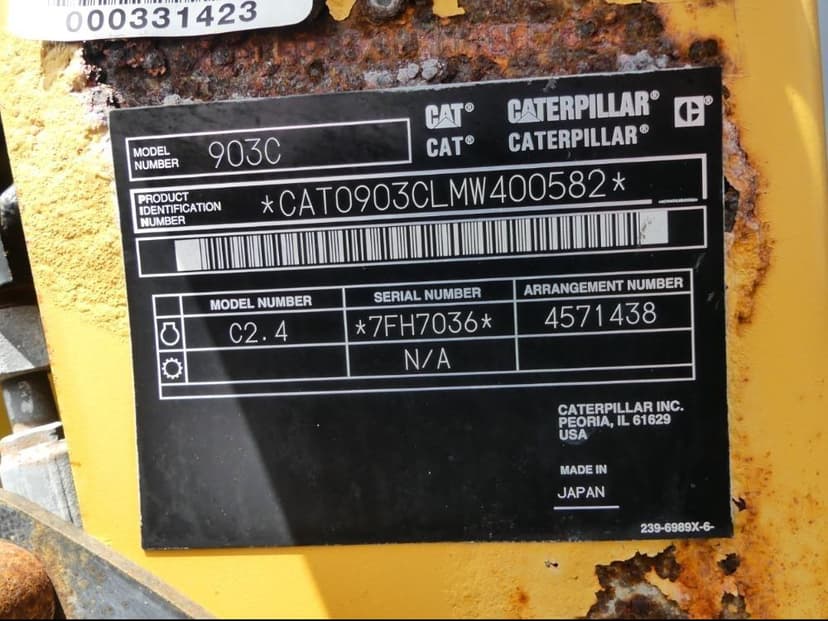 000331423
CAT® CATERPILLAR®
CAT® CATERPILLAR®
MODEL NUMBER 903C
PRODUCT IDENTIFICATION NUMBER *CAT0903CLMW400582*
MODEL NUMBER SERIAL NUMBER ARRANGEMENT NUMBER
C2.4 *7FH7036* 4571438
N/A
CATERPILLAR INC.
PEORIA, IL 61629
USA
MADE IN
JAPAN
239-6989X-6-